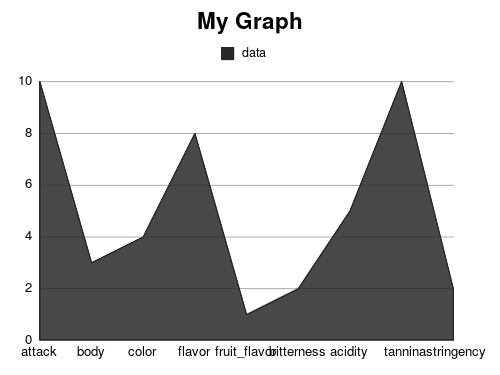 My Graph
data
10
8
6
4
2
0
attack body color flavor fruit_flavor bitterness acidity tannin astringency